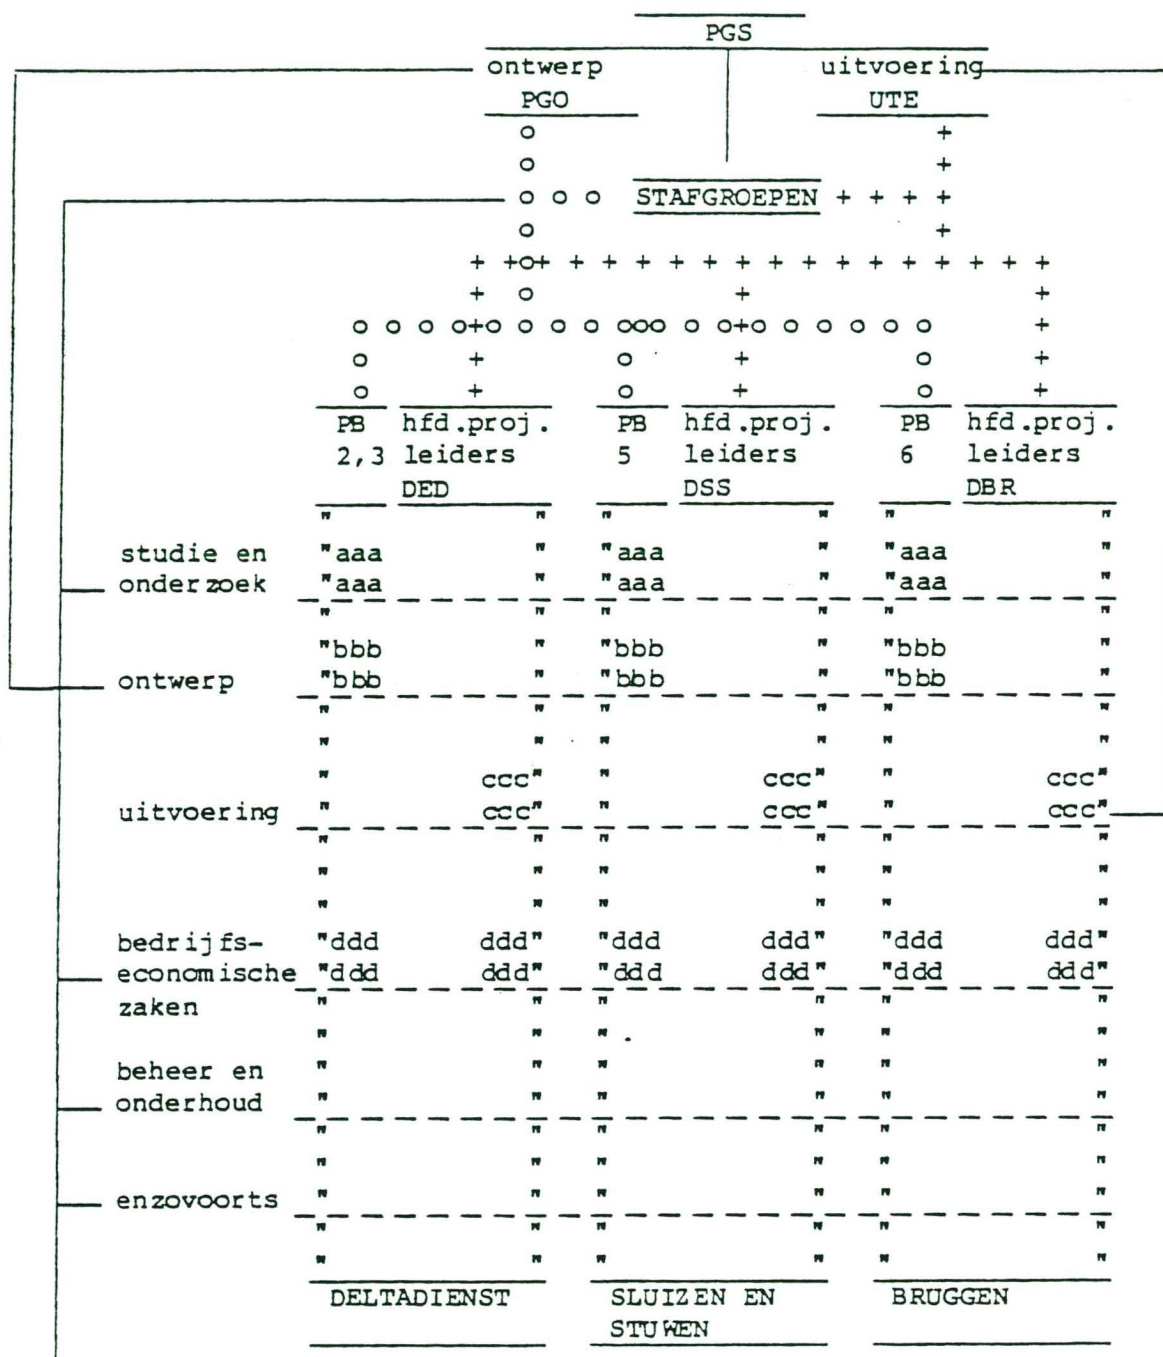 PGS
ontwerp uitvoering
PGO UTE
o +
o +
o o o STAFGROEPEN + + + +
o +
+ +o+ + + + + + + + + + + + + + + +
+ o + +
o o o o+o o o o ooo o o+o o o o o o +
o + o + o +
o + o + o +
PB hfd.proj. PB hfd.proj. PB hfd.proj.
2,3 leiders 5 leiders 6 leiders
DED DSS DBR
" " " " " "
studie en "aaa " "aaa " "aaa "
onderzoek "aaa " "aaa " "aaa "
" " " " " "
"bbb " "bbb " "bbb "
ontwerp "bbb " "bbb " "bbb "
" " " " " "
" " " " " "
" ccc" " ccc" " ccc"
uitvoering " ccc" " ccc" " ccc"
" " " " " "
" " " " " "
" " " " " "
bedrijfs- "ddd ddd" "ddd ddd" "ddd ddd"
economische "ddd ddd" "ddd ddd" "ddd ddd"
zaken " " " " " "
" " " " " "
beheer en " " " " " "
onderhoud " " " " " "
" " " " " "
" " " " " "
enzovoorts " " " " " "
" " " " " "
" " " " " "
DELTADIENST SLUIZEN EN BRUGGEN
STUWEN